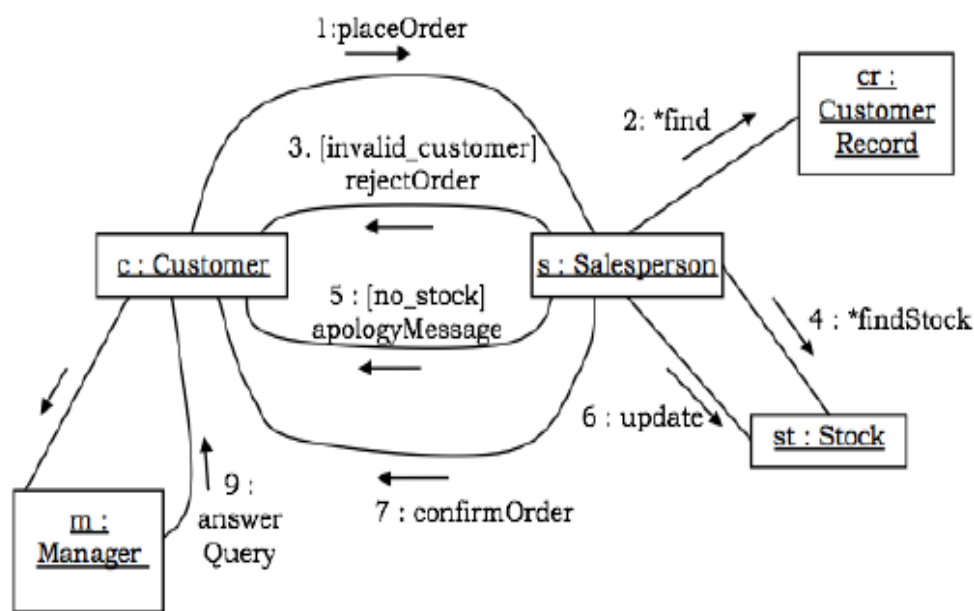 1:placeOrder
cr :
Customer
Record
2: *find
3. [invalid_customer]
rejectOrder
c : Customer
s : Salesperson
5 : [no_stock]
apologyMessage
4 : *findStock
6 : update
st : Stock
7 : confirmOrder
9 :
answer
Query
m :
Manager